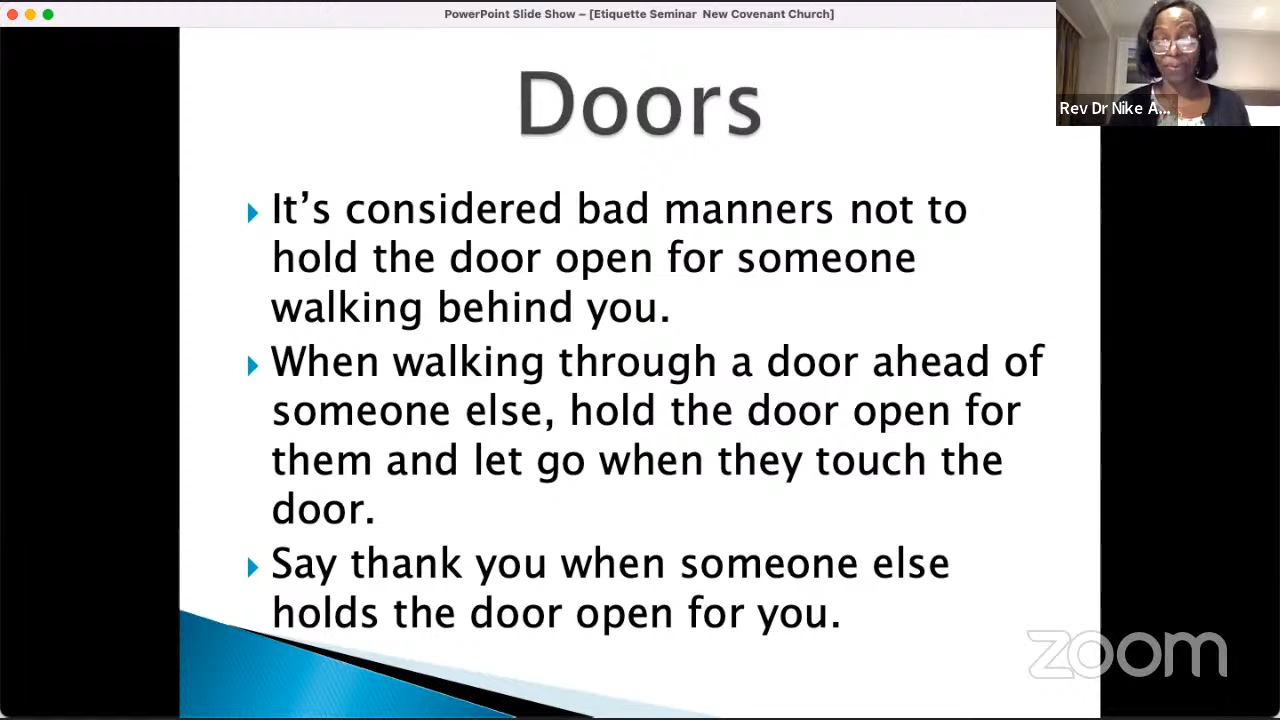 PowerPoint Slide Show – [Etiquette Seminar New Covenant Church]
Doors
Rev Dr Nike A...
It’s considered bad manners not to
hold the door open for someone
walking behind you.
When walking through a door ahead of
someone else, hold the door open for
them and let go when they touch the
door.
Say thank you when someone else
holds the door open for you.
zoom